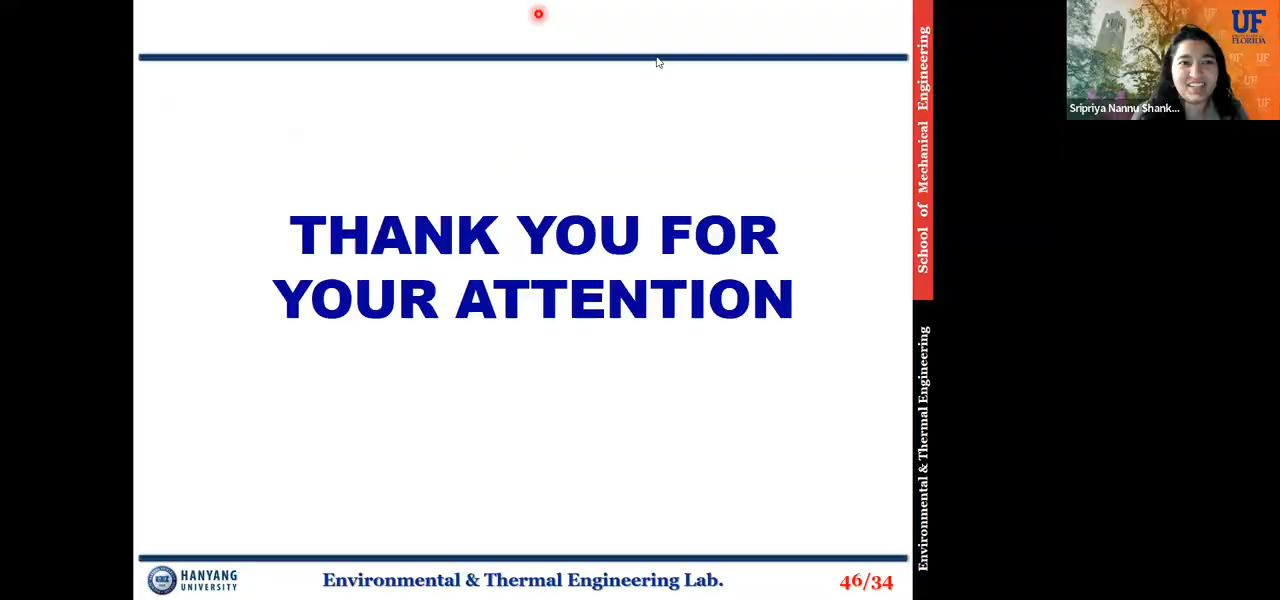 THANK YOU FOR
YOUR ATTENTION
HANYANG
UNIVERSITY
Environmental & Thermal Engineering Lab.
46/34
School of Mechanical Engineering
Environmental & Thermal Engineering
UF
FLORIDA
Sripriya Nannu Shank...